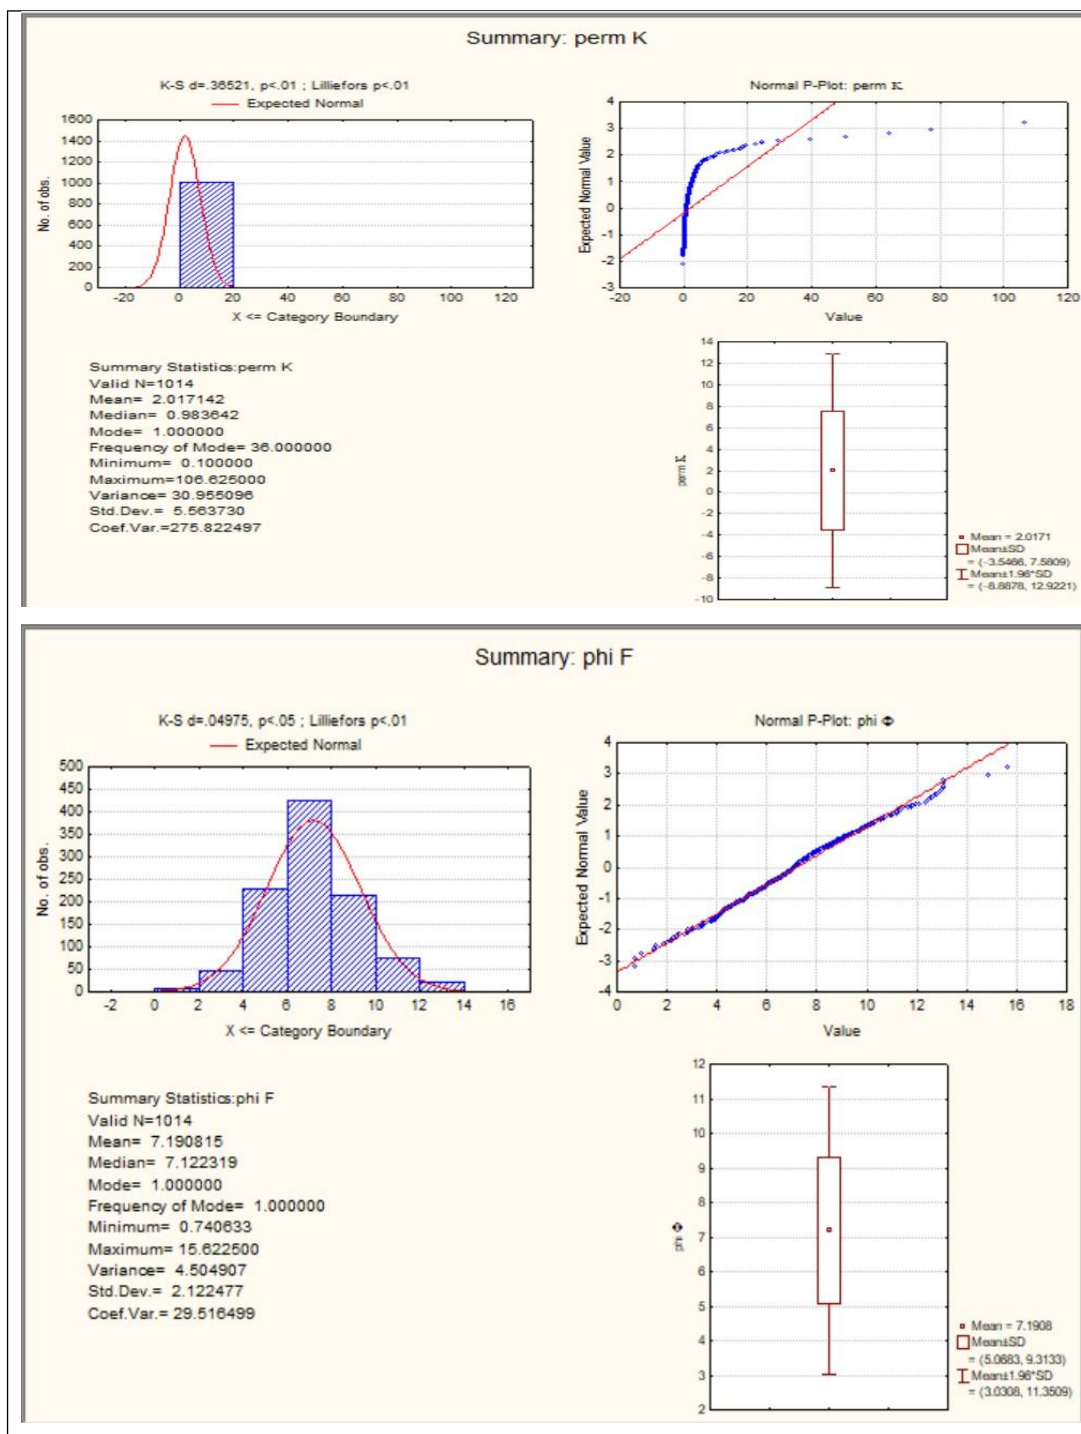 Summary: perm K
K-S d=.36521, p<.01 ; Lilliefors p<.01
Expected Normal
1600
1400
1200
1000
800
600
400
200
0
No. of obs.
-20 0 20 40 60 80 100 120
X <= Category Boundary
Normal P-Plot: perm K
4
3
2
1
0
-1
-2
-3
Expected Normal Value
-20 0 20 40 60 80 100 120
Value
Summary Statistics:perm K
Valid N=1014
Mean= 2.017142
Median= 0.983642
Mode= 1.000000
Frequency of Mode= 36.000000
Minimum= 0.100000
Maximum=106.625000
Variance= 30.955096
Std.Dev.= 5.563730
Coef.Var.=275.822497
14
12
10
8
6
4
2
0
-2
-4
-6
-8
-10
perm K
Mean = 2.0171
Mean±SD
= (-3.5466, 7.5809)
Mean±1.96*SD
= (-8.8878, 12.9221)
Summary: phi F
K-S d=.04975, p<.05 ; Lilliefors p<.01
Expected Normal
500
450
400
350
300
250
200
150
100
50
0
No. of obs.
-2 0 2 4 6 8 10 12 14 16
X <= Category Boundary
Normal P-Plot: phi Φ
4
3
2
1
0
-1
-2
-3
-4
Expected Normal Value
0 2 4 6 8 10 12 14 16 18
Value
Summary Statistics:phi F
Valid N=1014
Mean= 7.190815
Median= 7.122319
Mode= 1.000000
Frequency of Mode= 1.000000
Minimum= 0.740633
Maximum= 15.622500
Variance= 4.504907
Std.Dev.= 2.122477
Coef.Var.= 29.516499
12
11
10
9
8
7
6
5
4
3
2
phi Φ
Mean = 7.1908
Mean±SD
= (5.0683, 9.3133)
Mean±1.96*SD
= (3.0308, 11.3509)